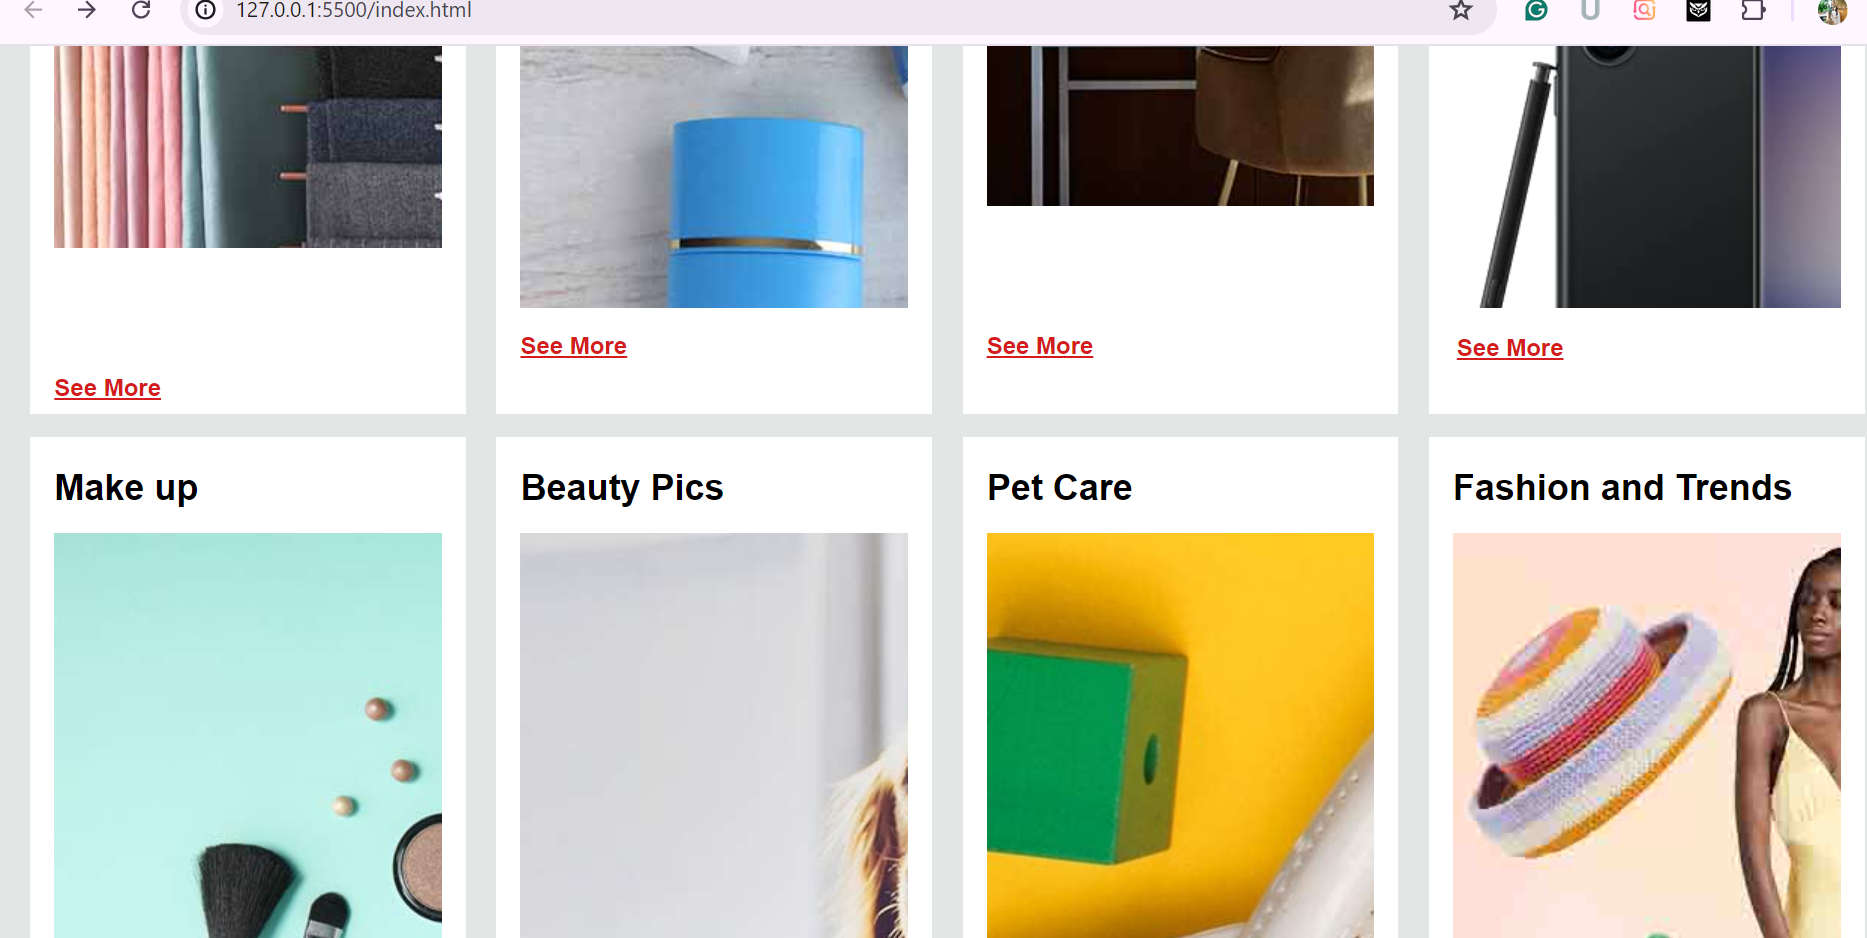 127.0.0.1:5500/index.html
See More
See More
See More
See More
Make up
Beauty Pics
Pet Care
Fashion and Trends